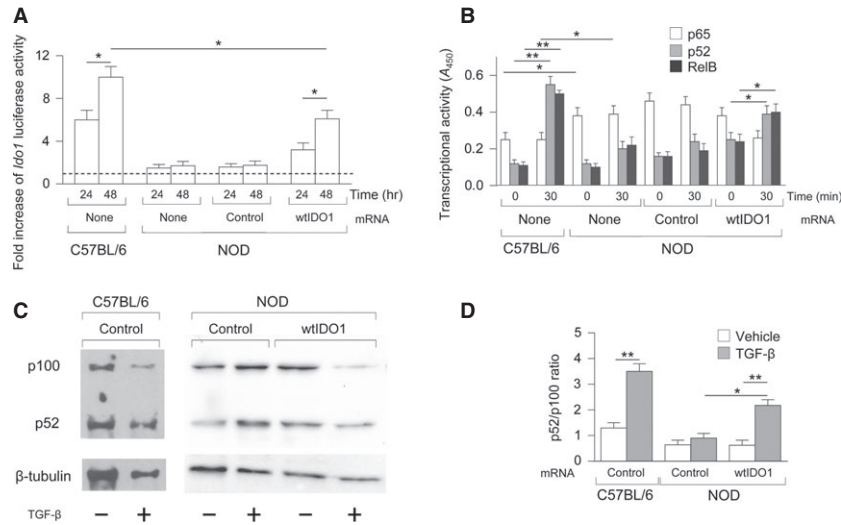 A
Fold increase of Ido1 luciferase activity
12
8
4
0
*
*
*
24 48 24 48 24 48 24 48 Time (hr)
None None Control wtIDO1 mRNA
C57BL/6 NOD
B
p65
p52
RelB
Transcriptional activity (A450)
0.6
0.4
0.2
0.0
*
**
**
*
*
*
0 30 0 30 0 30 0 30 Time (min)
None None Control wtIDO1 mRNA
C57BL/6 NOD
C
C57BL/6 NOD
Control Control wtIDO1
p100
p52
β-tubulin
TGF-β − + − + − +
D
Vehicle
TGF-β
p52/p100 ratio
5
4
3
2
1
0
**
**
*
mRNA Control Control wtIDO1
C57BL/6 NOD